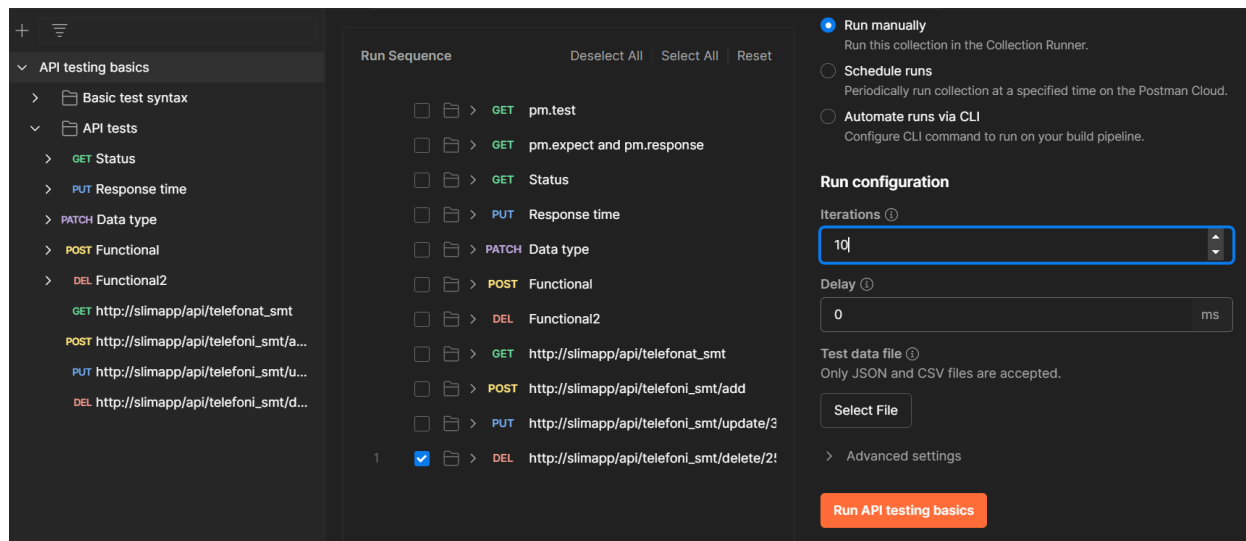 API testing basics
Basic test syntax
API tests
GET Status
PUT Response time
PATCH Data type
POST Functional
DEL Functional2
GET http://slimapp/api/telefonat_smt
POST http://slimapp/api/telefoni_smt/a...
PUT http://slimapp/api/telefoni_smt/u...
DEL http://slimapp/api/telefoni_smt/d...
Run Sequence Deselect All Select All Reset
GET pm.test
GET pm.expect and pm.response
GET Status
PUT Response time
PATCH Data type
POST Functional
DEL Functional2
GET http://slimapp/api/telefonat_smt
POST http://slimapp/api/telefoni_smt/add
PUT http://slimapp/api/telefoni_smt/update/3
1 DEL http://slimapp/api/telefoni_smt/delete/25
Run manually
Run this collection in the Collection Runner.
Schedule runs
Periodically run collection at a specified time on the Postman Cloud.
Automate runs via CLI
Configure CLI command to run on your build pipeline.
Run configuration
Iterations
10
Delay
0 ms
Test data file
Only JSON and CSV files are accepted.
Select File
Advanced settings
Run API testing basics